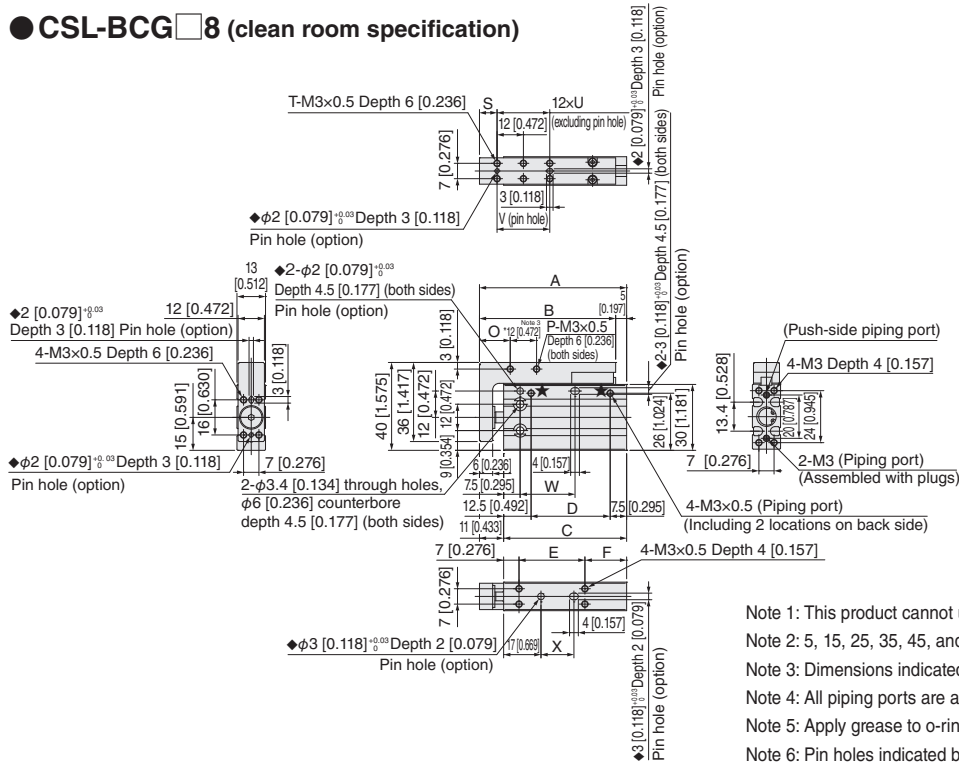 ● CSL-BCG□8 (clean room specification)
T-M3×0.5 Depth 6 [0.236]
S
12×U
(excluding pin hole)
12 [0.472]
7 [0.276]
3 [0.118]
V (pin hole)
◆φ2 [0.079] +0.03 0 Depth 3 [0.118]
Pin hole (option)
◆2 [0.079] +0.03 0 Depth 3 [0.118]
Pin hole (option)
◆2-3 [0.118] +0.03 0 Depth 4.5 [0.177] (both sides)
Pin hole (option)
13
[0.512]
12 [0.472]
◆2 [0.079] +0.03 0
Depth 3 [0.118] Pin hole (option)
4-M3×0.5 Depth 6 [0.236]
3 [0.118]
15 [0.591]
16 [0.630]
◆φ2 [0.079] +0.03 0 Depth 3 [0.118]
Pin hole (option)
7 [0.276]
◆2-φ2 [0.079] +0.03 0
Depth 4.5 [0.177] (both sides)
Pin hole (option)
A
5
[0.197]
B
O
Note 3
*12 [0.472]
P-M3×0.5
Depth 6 [0.236]
(both sides)
3 [0.118]
40 [1.575]
36 [1.417]
12 [0.472]
12 [0.472]
9 [0.354]
★
★
26 [1.024]
30 [1.181]
6 [0.236]
4 [0.157]
7.5 [0.295]
W
12.5 [0.492]
D
7.5 [0.295]
11 [0.433]
C
2-φ3.4 [0.134] through holes,
φ6 [0.236] counterbore
depth 4.5 [0.177] (both sides)
4-M3×0.5 (Piping port)
(Including 2 locations on back side)
(Push-side piping port)
4-M3 Depth 4 [0.157]
13.4 [0.528]
20 [0.787]
24 [0.945]
7 [0.276]
2-M3 (Piping port)
(Assembled with plugs)
7 [0.276]
E
F
4-M3×0.5 Depth 4 [0.157]
7 [0.276]
4 [0.157]
17 [0.669]
X
◆φ3 [0.118] +0.03 0 Depth 2 [0.079]
Pin hole (option)
◆3 [0.118] +0.03 0 Depth 2 [0.079]
Pin hole (option)
Note 1: This product cannot
Note 2: 5, 15, 25, 35, 45, and
Note 3: Dimensions indicated
Note 4: All piping ports are a
Note 5: Apply grease to o-rin
Note 6: Pin holes indicated b